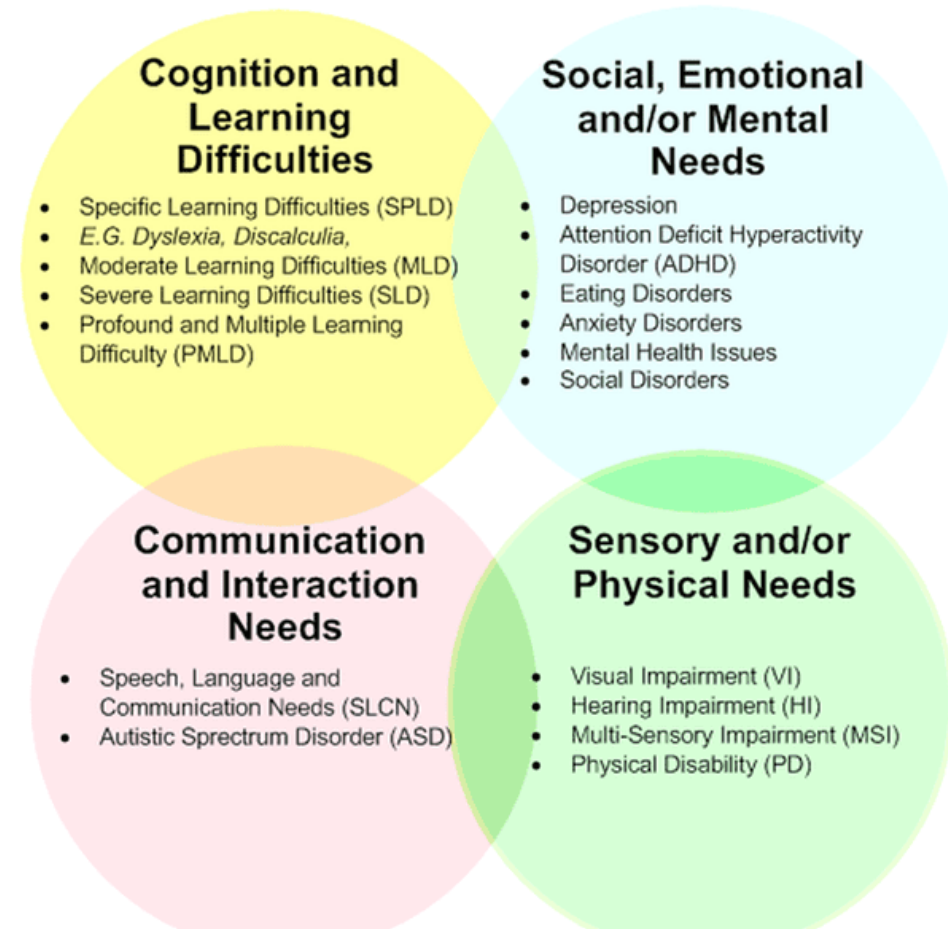 Cognition and
Learning
Difficulties
• Specific Learning Difficulties (SPLD)
• E.G. Dyslexia, Discalculia,
• Moderate Learning Difficulties (MLD)
• Severe Learning Difficulties (SLD)
• Profound and Multiple Learning
Difficulty (PMLD)
Social, Emotional
and/or Mental
Needs
• Depression
• Attention Deficit Hyperactivity
Disorder (ADHD)
• Eating Disorders
• Anxiety Disorders
• Mental Health Issues
• Social Disorders
Communication
and Interaction
Needs
• Speech, Language and
Communication Needs (SLCN)
• Autistic Sprectrum Disorder (ASD)
Sensory and/or
Physical Needs
• Visual Impairment (VI)
• Hearing Impairment (HI)
• Multi-Sensory Impairment (MSI)
• Physical Disability (PD)